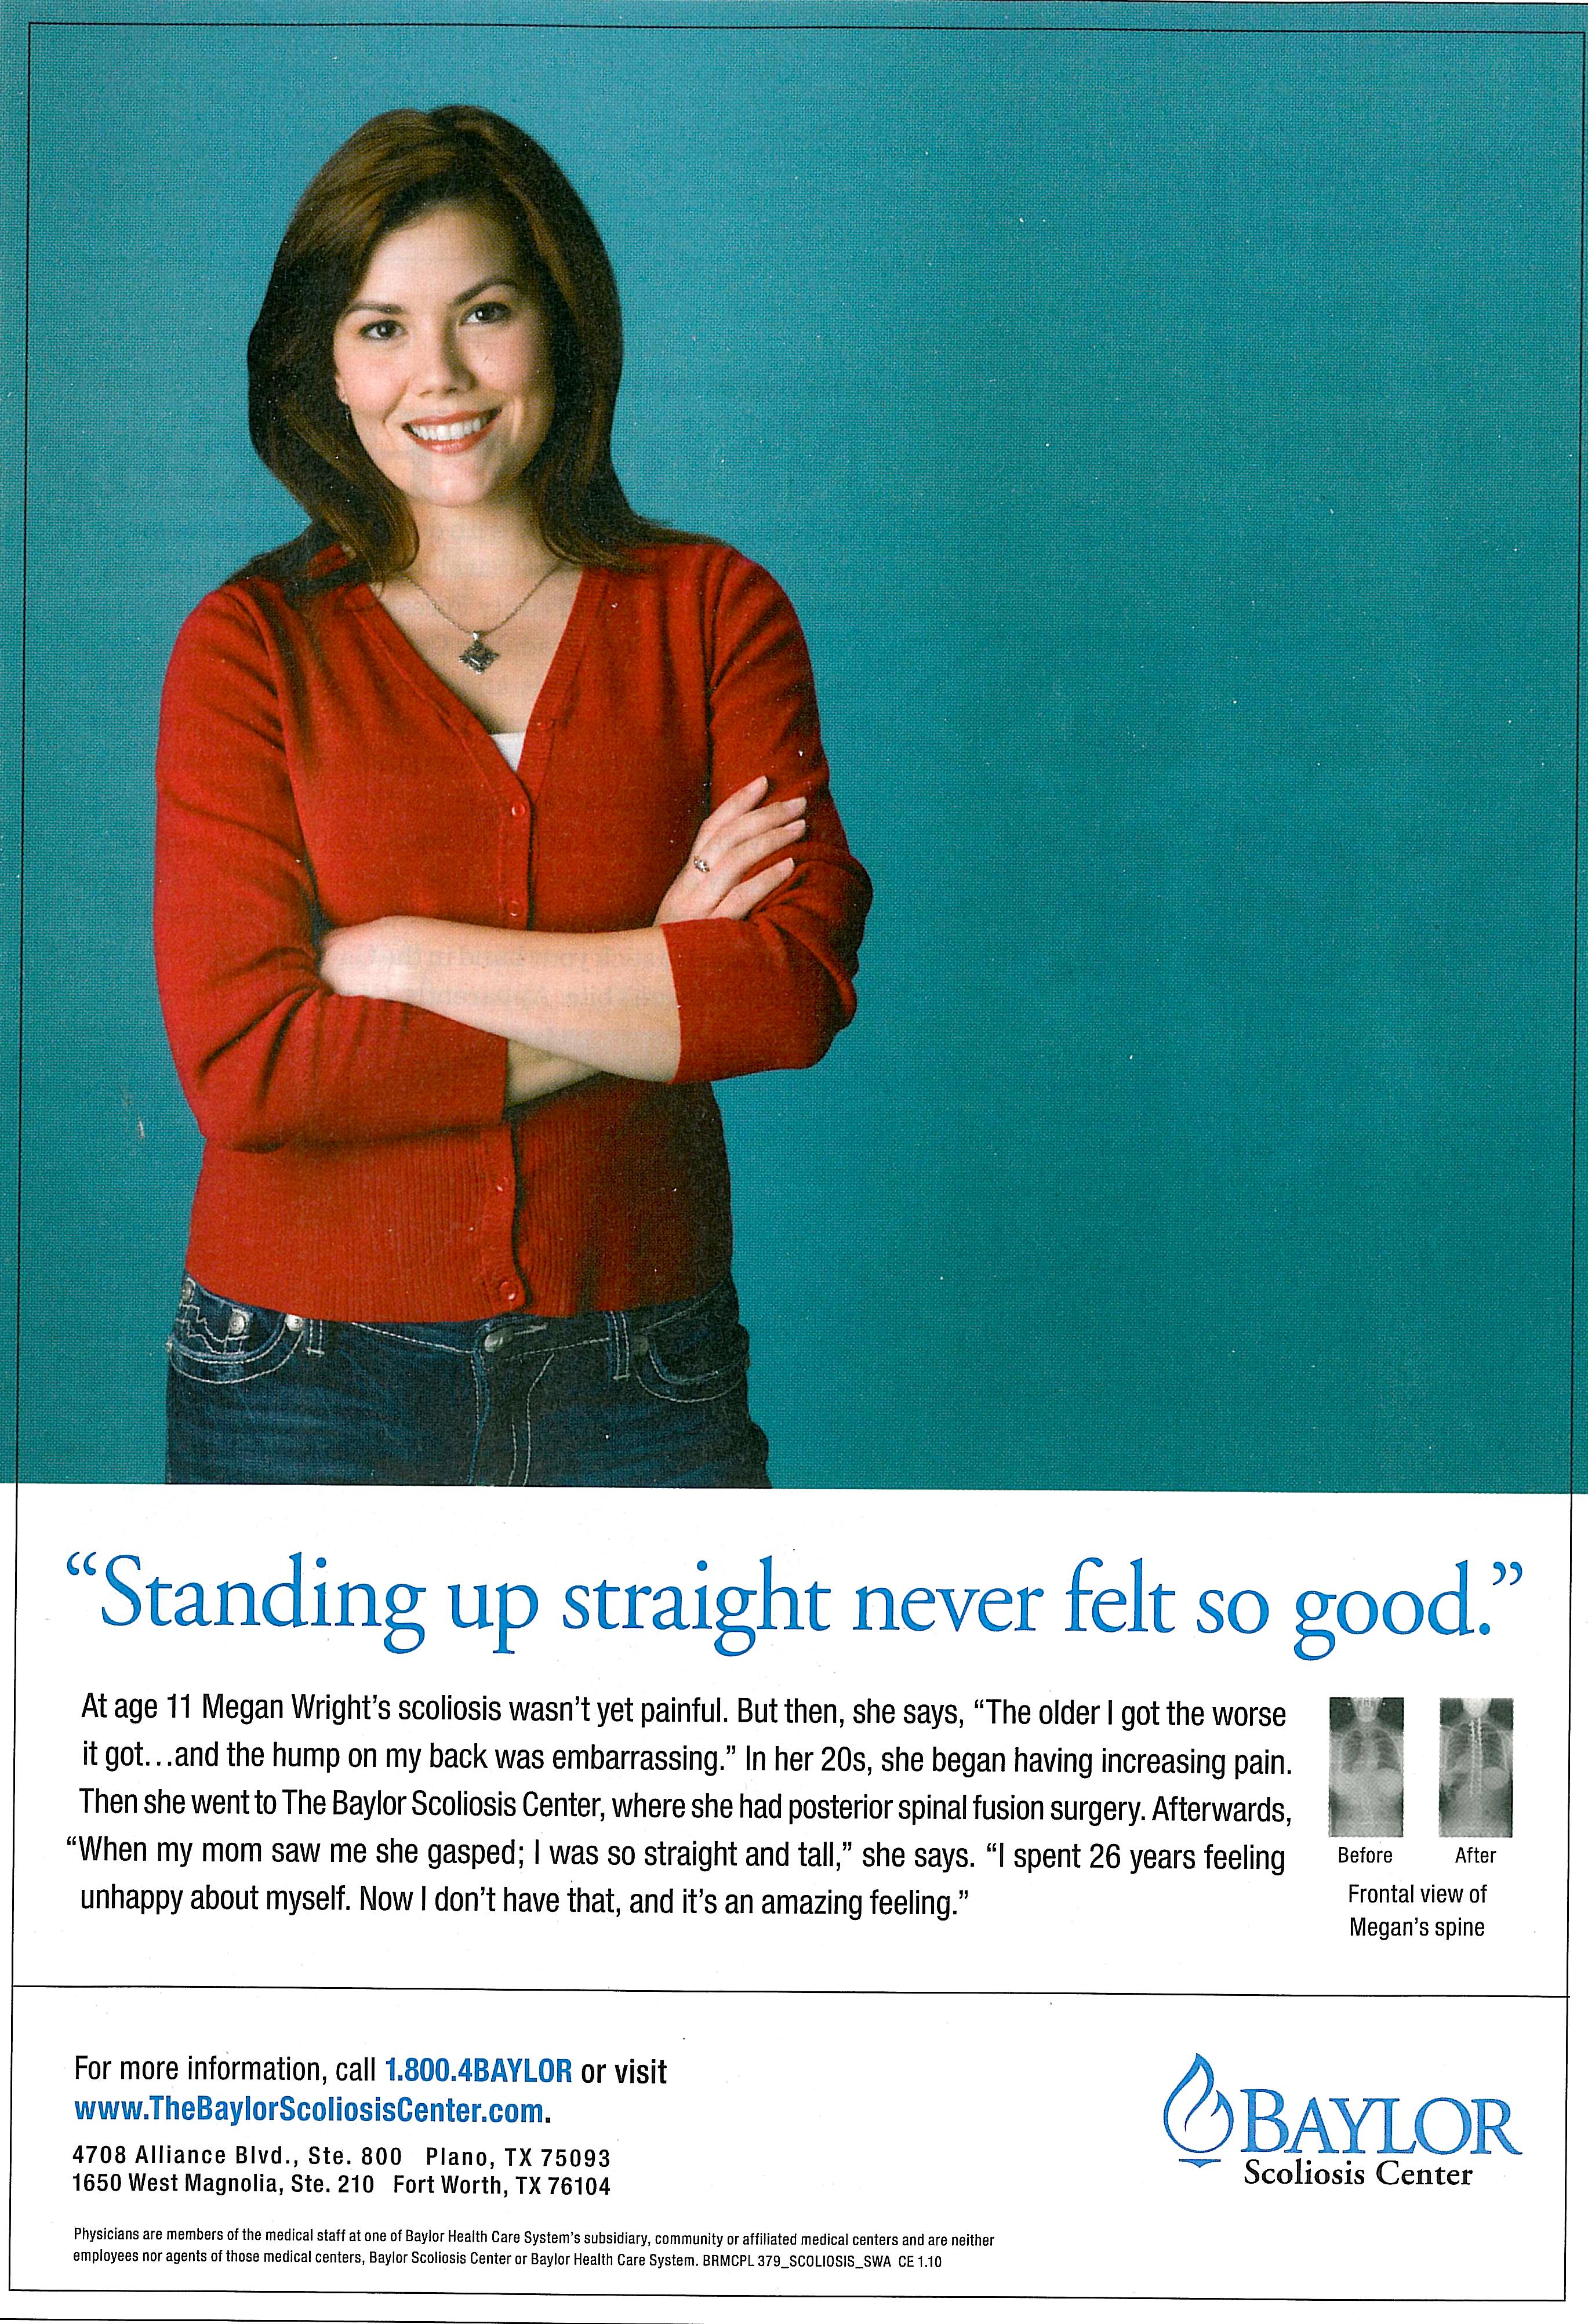 “Standing up straight never felt so good.”
At age 11 Megan Wright’s scoliosis wasn’t yet painful. But then, she says, “The older I got the worse
it got...and the hump on my back was embarrassing.” In her 20s, she began having increasing pain.
Then she went to The Baylor Scoliosis Center, where she had posterior spinal fusion surgery. Afterwards,
“When my mom saw me she gasped; I was so straight and tall,” she says. “I spent 26 years feeling
unhappy about myself. Now I don’t have that, and it’s an amazing feeling.”
Before After
Frontal view of
Megan’s spine
For more information, call 1.800.4BAYLOR or visit
www.TheBaylorScoliosisCenter.com.
4708 Alliance Blvd., Ste. 800 Plano, TX 75093
1650 West Magnolia, Ste. 210 Fort Worth, TX 76104
BAYLOR
Scoliosis Center
Physicians are members of the medical staff at one of Baylor Health Care System’s subsidiary, community or affiliated medical centers and are neither
employees nor agents of those medical centers, Baylor Scoliosis Center or Baylor Health Care System. BRMCPL 379_SCOLIOSIS_SWA CE 1.10